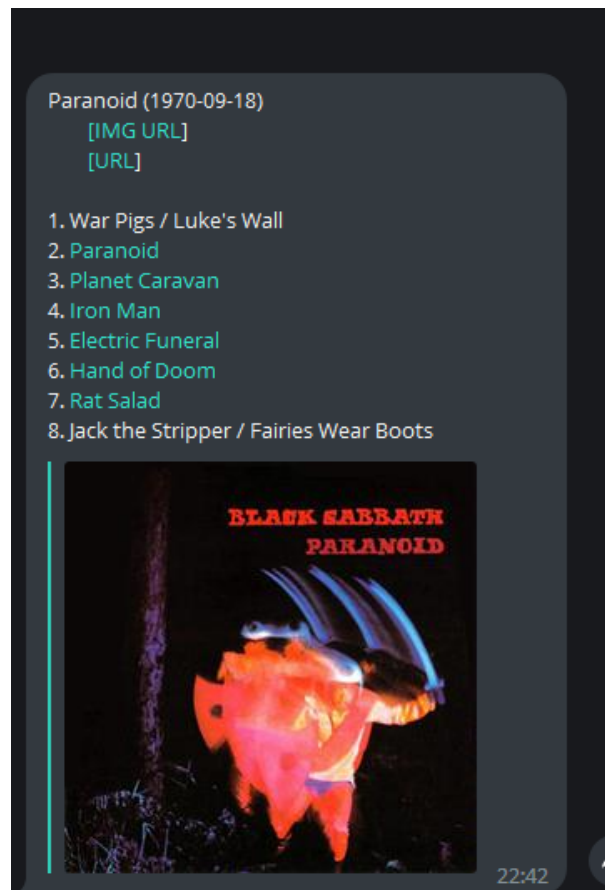 Paranoid (1970-09-18)
[IMG URL]
[URL]
1. War Pigs / Luke's Wall
2. Paranoid
3. Planet Caravan
4. Iron Man
5. Electric Funeral
6. Hand of Doom
7. Rat Salad
8. Jack the Stripper / Fairies Wear Boots
BLACK SABBATH
PARANOID
22:42